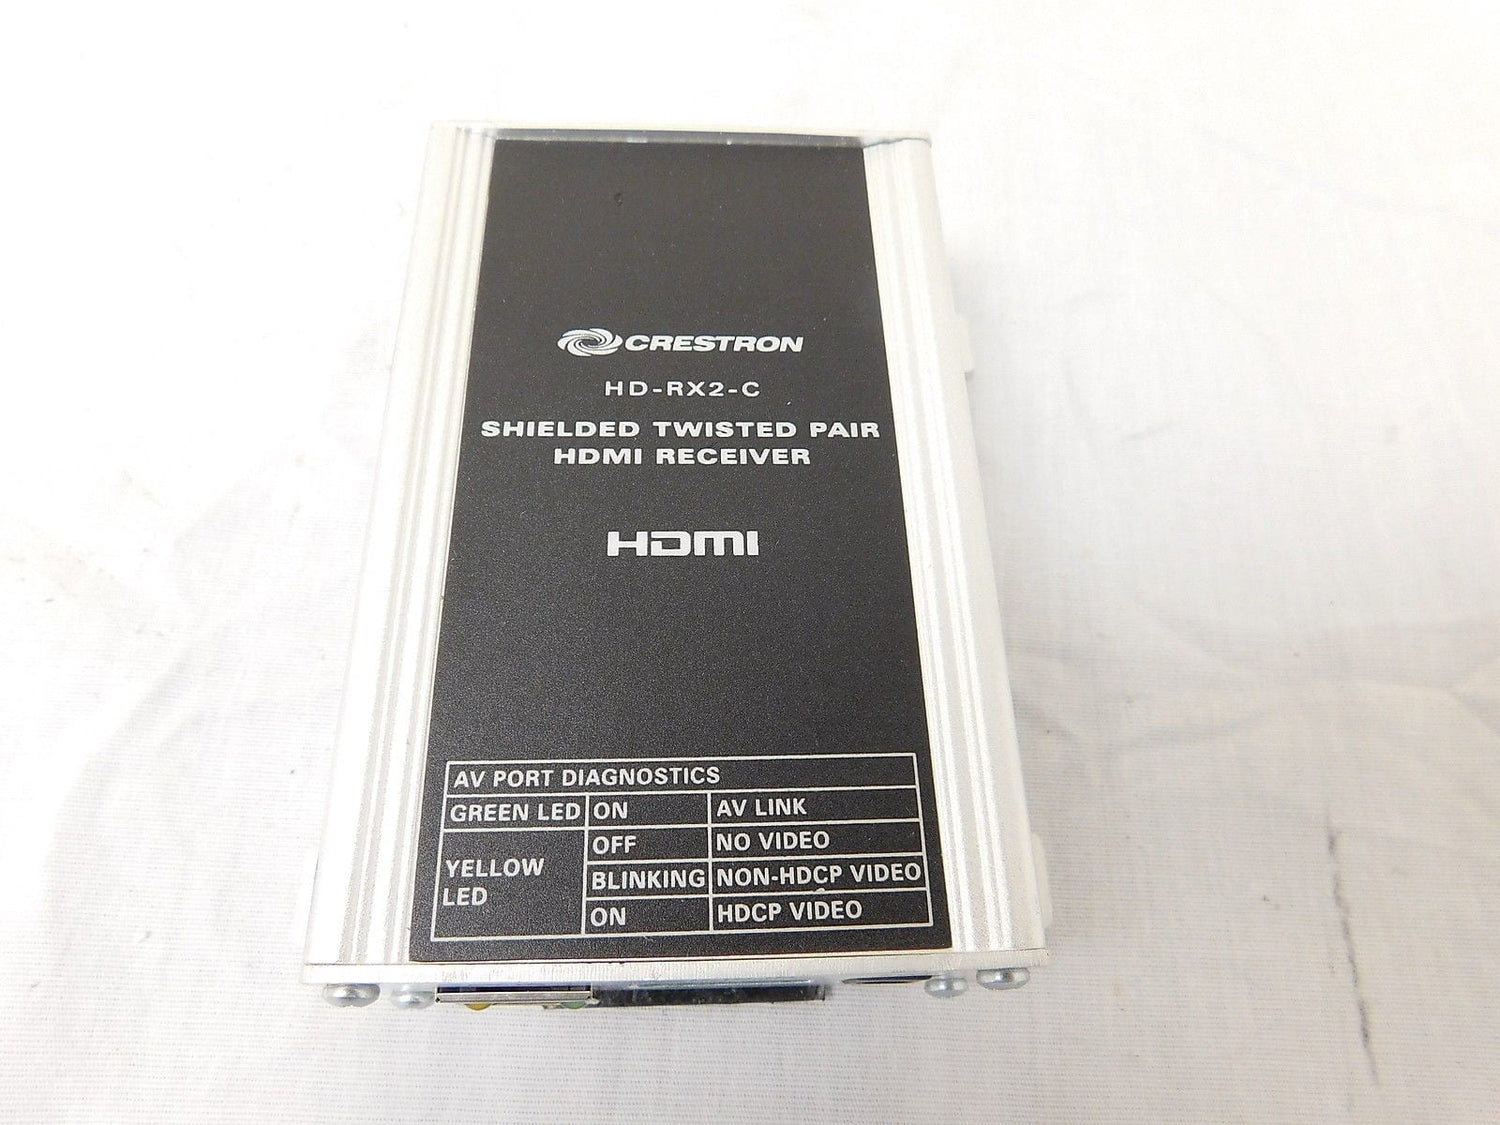 CRESTRON
HD-RX2-C
SHIELDED TWISTED PAIR
HDMI RECEIVER
HDMI
AV PORT DIAGNOSTICS
GREEN LED ON AV LINK
YELLOW LED
OFF NO VIDEO
BLINKING NON-HDCP VIDEO
ON HDCP VIDEO